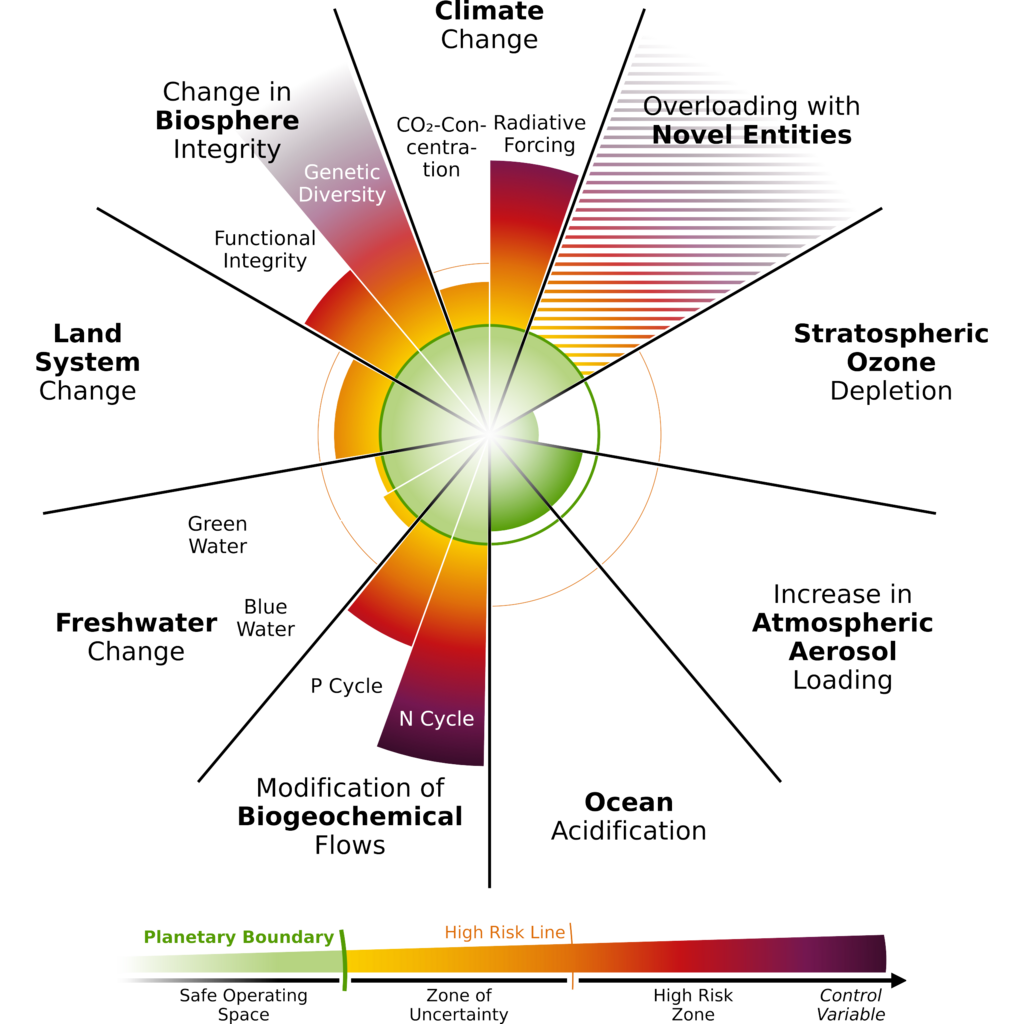 Climate
Change
Change in
Biosphere
Integrity
Genetic
Diversity
Functional
Integrity
CO₂-Con-
centra-
tion
Radiative
Forcing
Overloading with
Novel Entities
Land
System
Change
Stratospheric
Ozone
Depletion
Green
Water
Blue
Water
Freshwater
Change
Increase in
Atmospheric
Aerosol
Loading
P Cycle
N Cycle
Modification of
Biogeochemical
Flows
Ocean
Acidification
Planetary Boundary
High Risk Line
Safe Operating
Space
Zone of
Uncertainty
High Risk
Zone
Control
Variable